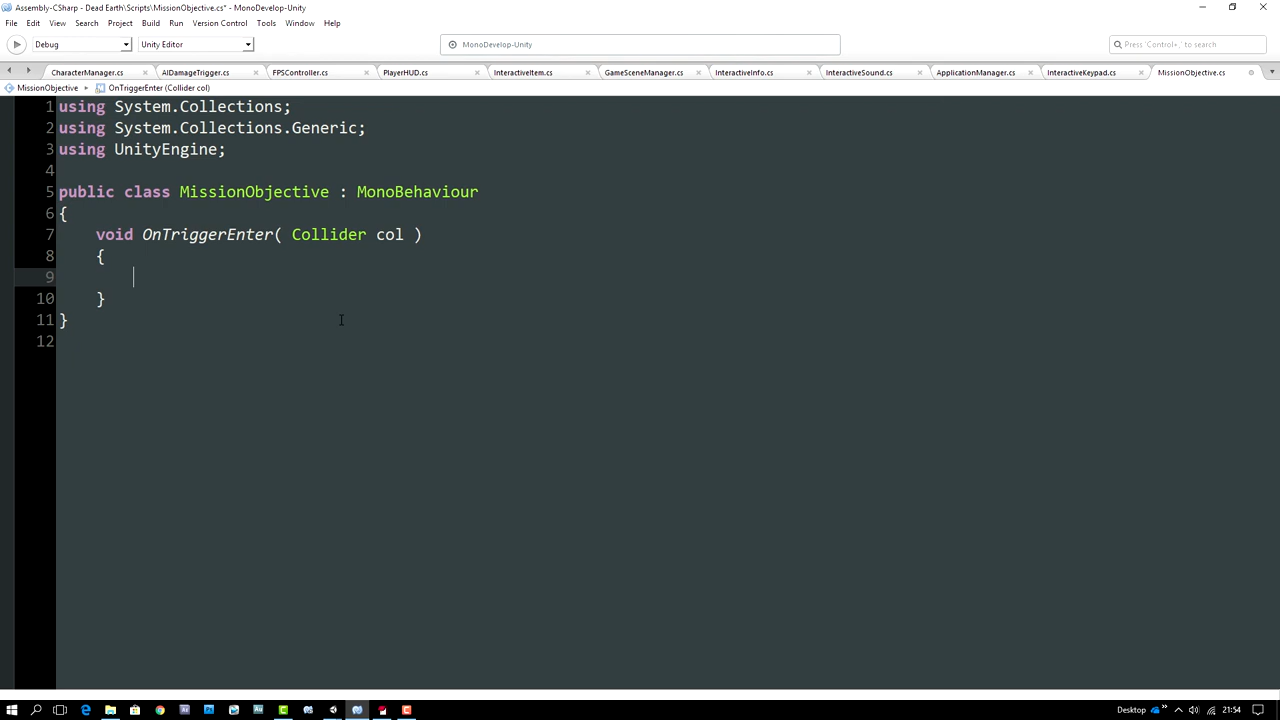 Assembly-CSharp - Dead Earth\Scripts\MissionObjective.cs* - MonoDevelop-Unity
File Edit View Search Project Build Run Version Control Tools Window Help
Debug Unity Editor MonoDevelop-Unity Press 'Control+,' to search
CharacterManager.cs AIDamageTrigger.cs FPSController.cs PlayerHUD.cs InteractiveItem.cs GameSceneManager.cs InteractiveInfo.cs InteractiveSound.cs ApplicationManager.cs InteractiveKeypad.cs MissionObjective.cs
MissionObjective OnTriggerEnter (Collider col)
1 using System.Collections;
2 using System.Collections.Generic;
3 using UnityEngine;
4
5 public class MissionObjective : MonoBehaviour
6 {
7 void OnTriggerEnter( Collider col )
8 {
9
10 }
11 }
12
Desktop 21:54